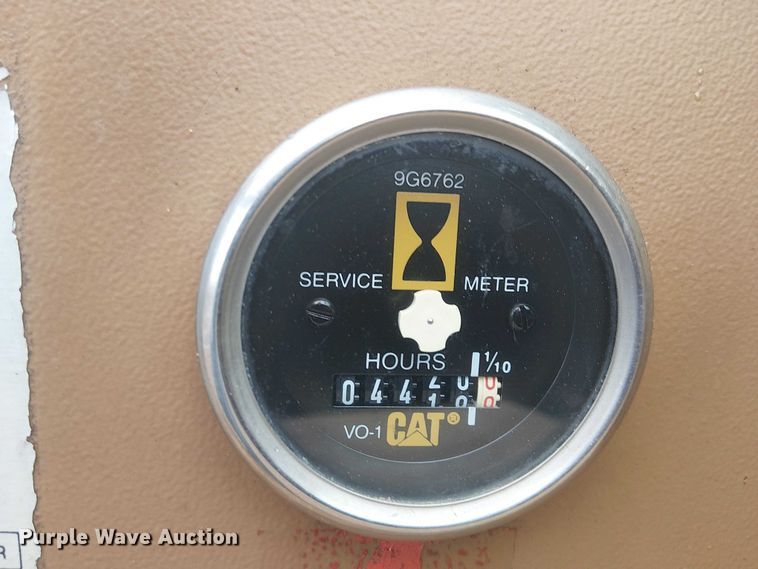 9G6762
SERVICE METER
HOURS 1/10
044
VO-1 CAT®
R
Purple Wave Auction